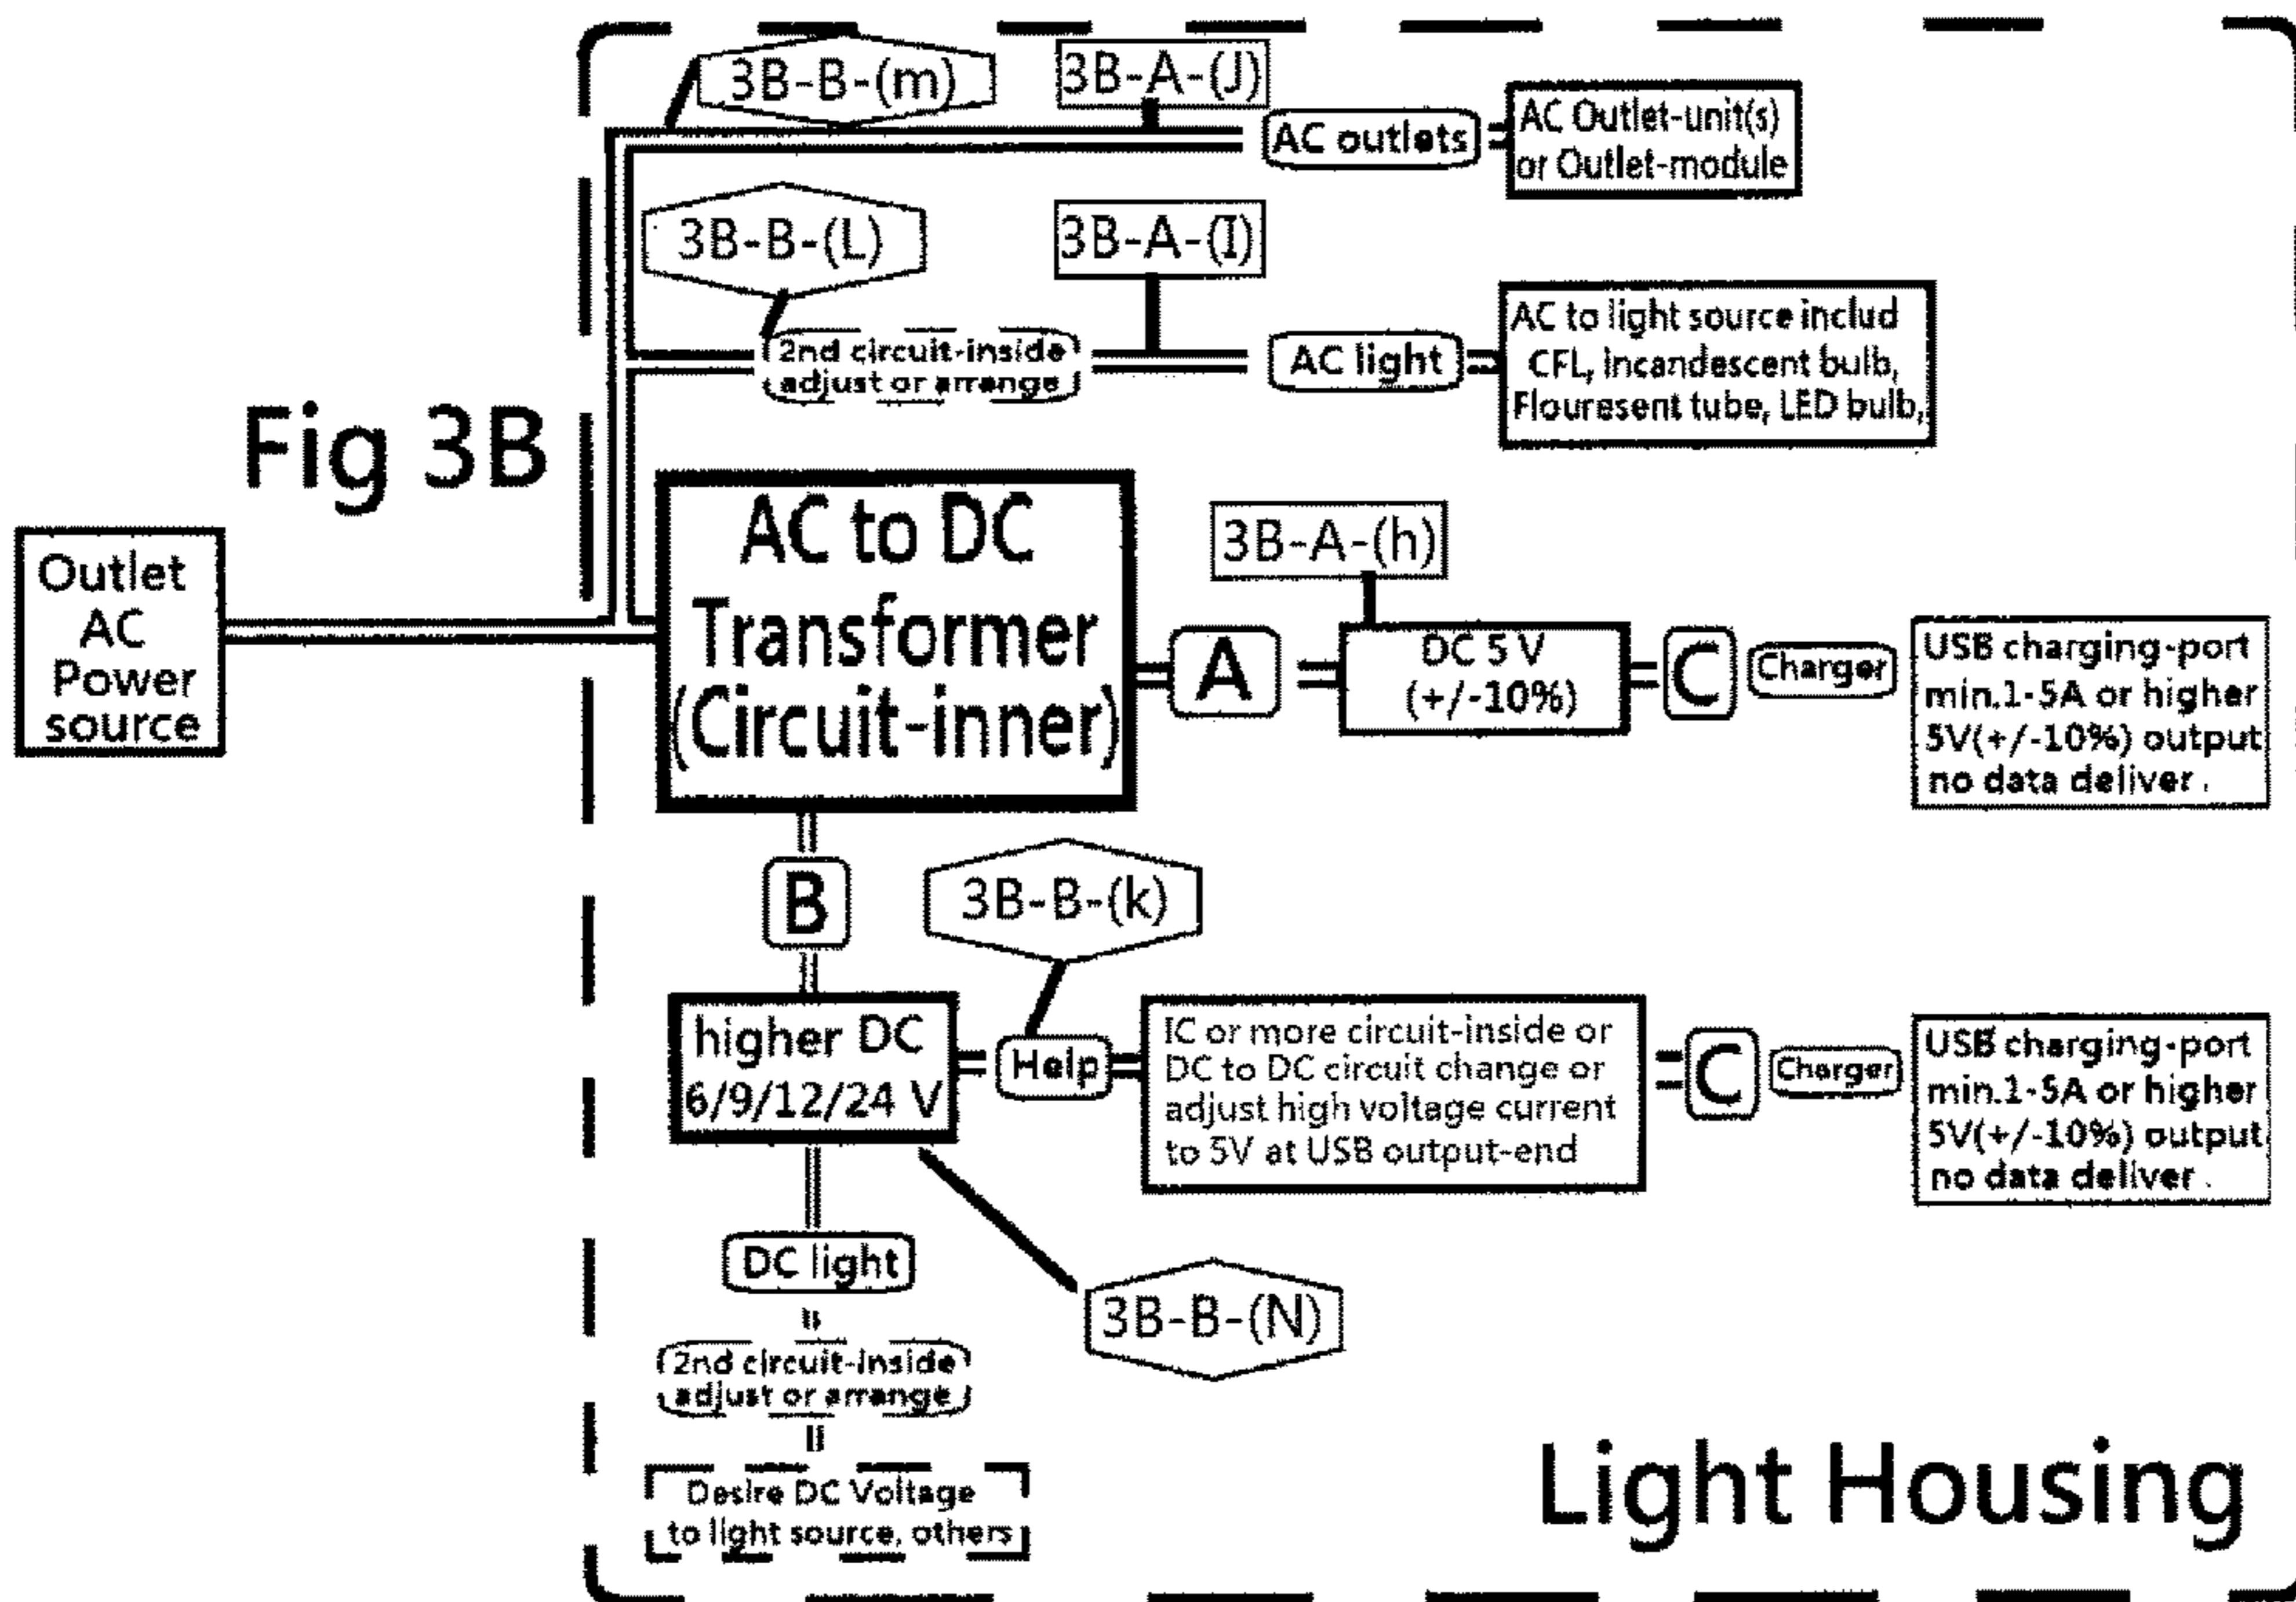 3B-B-(m)
3B-A-(J)
AC outlets
AC Outlet-unit(s)
or Outlet-module
3B-B-(L)
3B-A-(I)
2nd circuit-inside
adjust or arrange
AC light
AC to light source includ
CFL, incandescent bulb,
Flouresent tube, LED bulb,
Fig 3B
Outlet
AC
Power
source
AC to DC
Transformer
(Circuit-inner)
3B-A-(h)
A
DC 5 V
(+/-10%)
C
Charger
USB charging-port
min.1-5A or higher
5V(+/-10%) output
no data deliver .
B
3B-B-(k)
higher DC
6/9/12/24 V
Help
IC or more circuit-inside or
DC to DC circuit change or
adjust high voltage current
to 5V at USB output-end
C
Charger
USB charging-port
min.1-5A or higher
5V(+/-10%) output
no data deliver .
DC light
3B-B-(N)
2nd circuit-inside
adjust or arrange
Desire DC Voltage
to light source, others
Light Housing